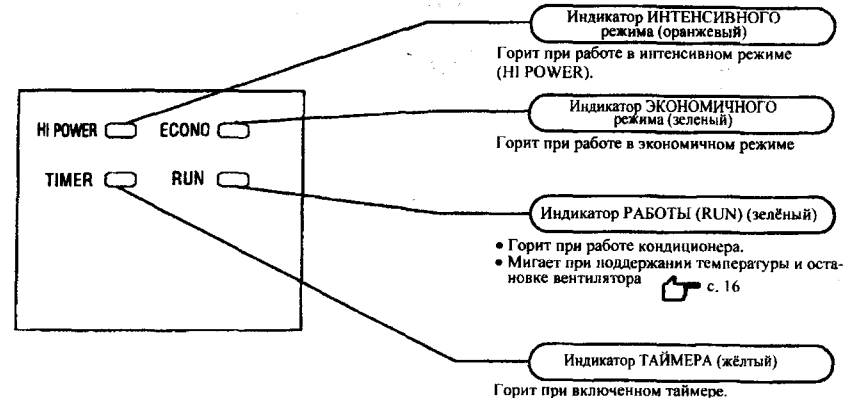 Индикатор ИНТЕНСИВНОГО
режима (оранжевый)
Горит при работе в интенсивном режиме
(HI POWER).
HI POWER
ECONO
Индикатор ЭКОНОМИЧНОГО
режима (зеленый)
Горит при работе в экономичном режиме
TIMER
RUN
Индикатор РАБОТЫ (RUN) (зелёный)
• Горит при работе кондиционера.
• Мигает при поддержании температуры и оста-
новке вентилятора
с. 16
Индикатор ТАЙМЕРА (жёлтый)
Горит при включенном таймере.